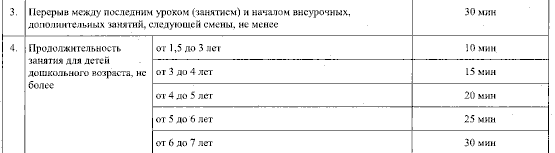 3. Перерыв между последним уроком (занятием) и началом внеурочных, 30 мин
дополнительных занятий, следующей смены, не менее
4. Продолжительность от 1,5 до 3 лет 10 мин
занятия для детей
дошкольного возраста, не от 3 до 4 лет 15 мин
более
от 4 до 5 лет 20 мин
от 5 до 6 лет 25 мин
от 6 до 7 лет 30 мин